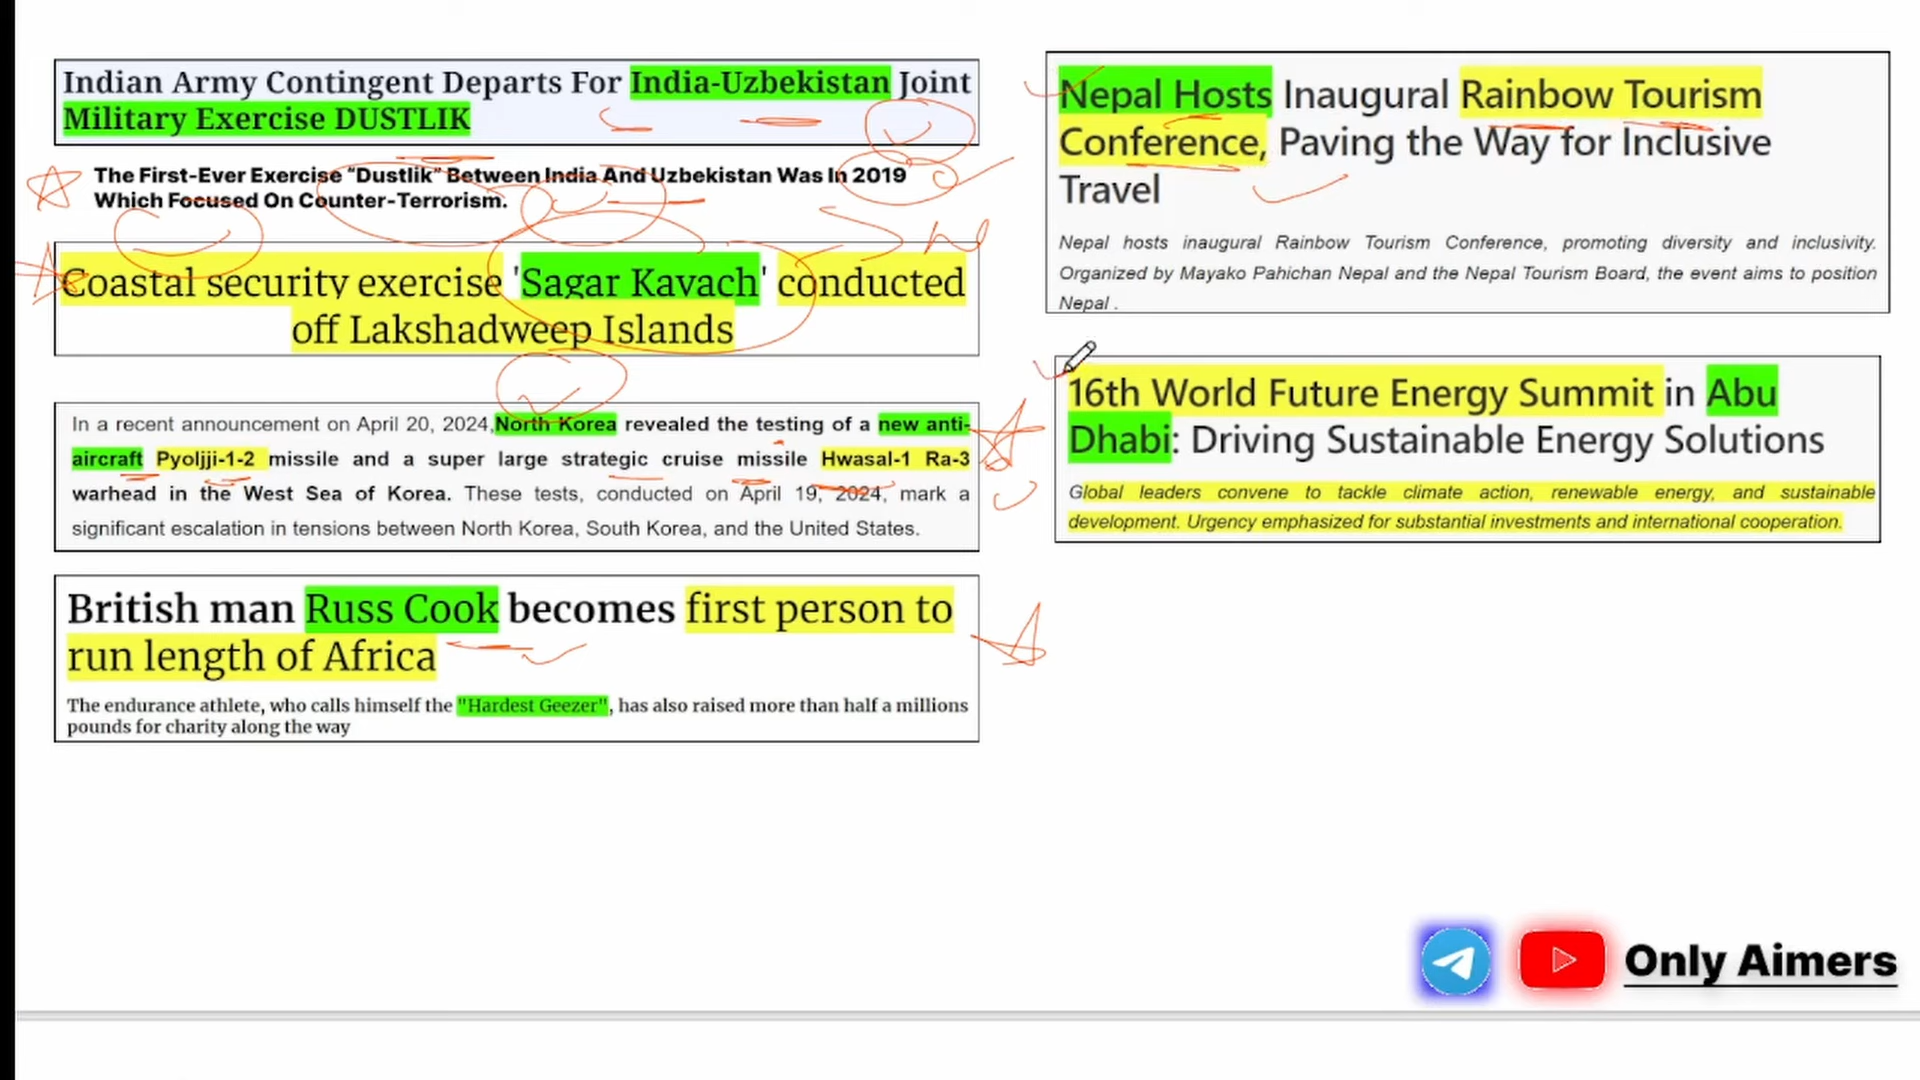 Indian Army Contingent Departs For India-Uzbekistan Joint
Military Exercise DUSTLIK
The First-Ever Exercise “Dustlik” Between India And Uzbekistan Was In 2019
Which Focused On Counter-Terrorism.
Coastal security exercise 'Sagar Kavach' conducted
off Lakshadweep Islands
In a recent announcement on April 20, 2024,North Korea revealed the testing of a new anti-
aircraft Pyoljji-1-2 missile and a super large strategic cruise missile Hwasal-1 Ra-3
warhead in the West Sea of Korea. These tests, conducted on April 19, 2024, mark a
significant escalation in tensions between North Korea, South Korea, and the United States.
British man Russ Cook becomes first person to
run length of Africa
The endurance athlete, who calls himself the "Hardest Geezer", has also raised more than half a millions
pounds for charity along the way
Nepal Hosts Inaugural Rainbow Tourism
Conference, Paving the Way for Inclusive
Travel
Nepal hosts inaugural Rainbow Tourism Conference, promoting diversity and inclusivity.
Organized by Mayako Pahichan Nepal and the Nepal Tourism Board, the event aims to position
Nepal .
16th World Future Energy Summit in Abu
Dhabi: Driving Sustainable Energy Solutions
Global leaders convene to tackle climate action, renewable energy, and sustainable
development. Urgency emphasized for substantial investments and international cooperation.
Only Aimers